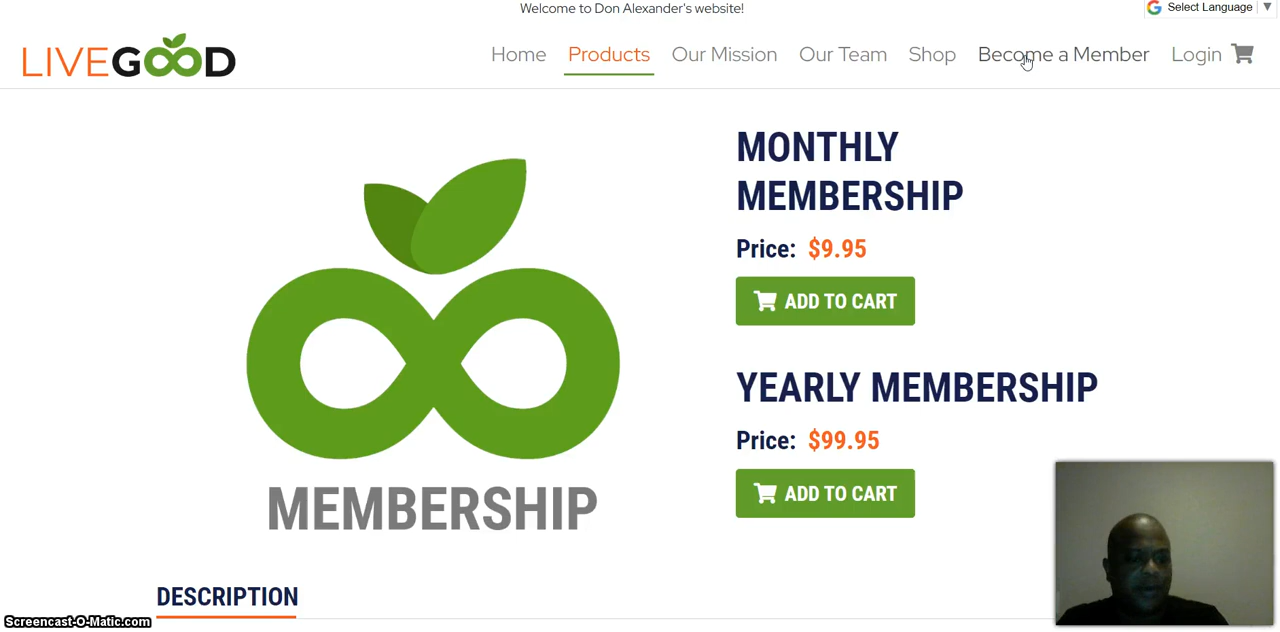 Welcome to Don Alexander's website!
Select Language ▼
LIVEGOOD
Home Products Our Mission Our Team Shop Become a Member Login
MONTHLY
MEMBERSHIP
Price: $9.95
ADD TO CART
YEARLY MEMBERSHIP
Price: $99.95
ADD TO CART
MEMBERSHIP
DESCRIPTION
Screencast-O-Matic.com